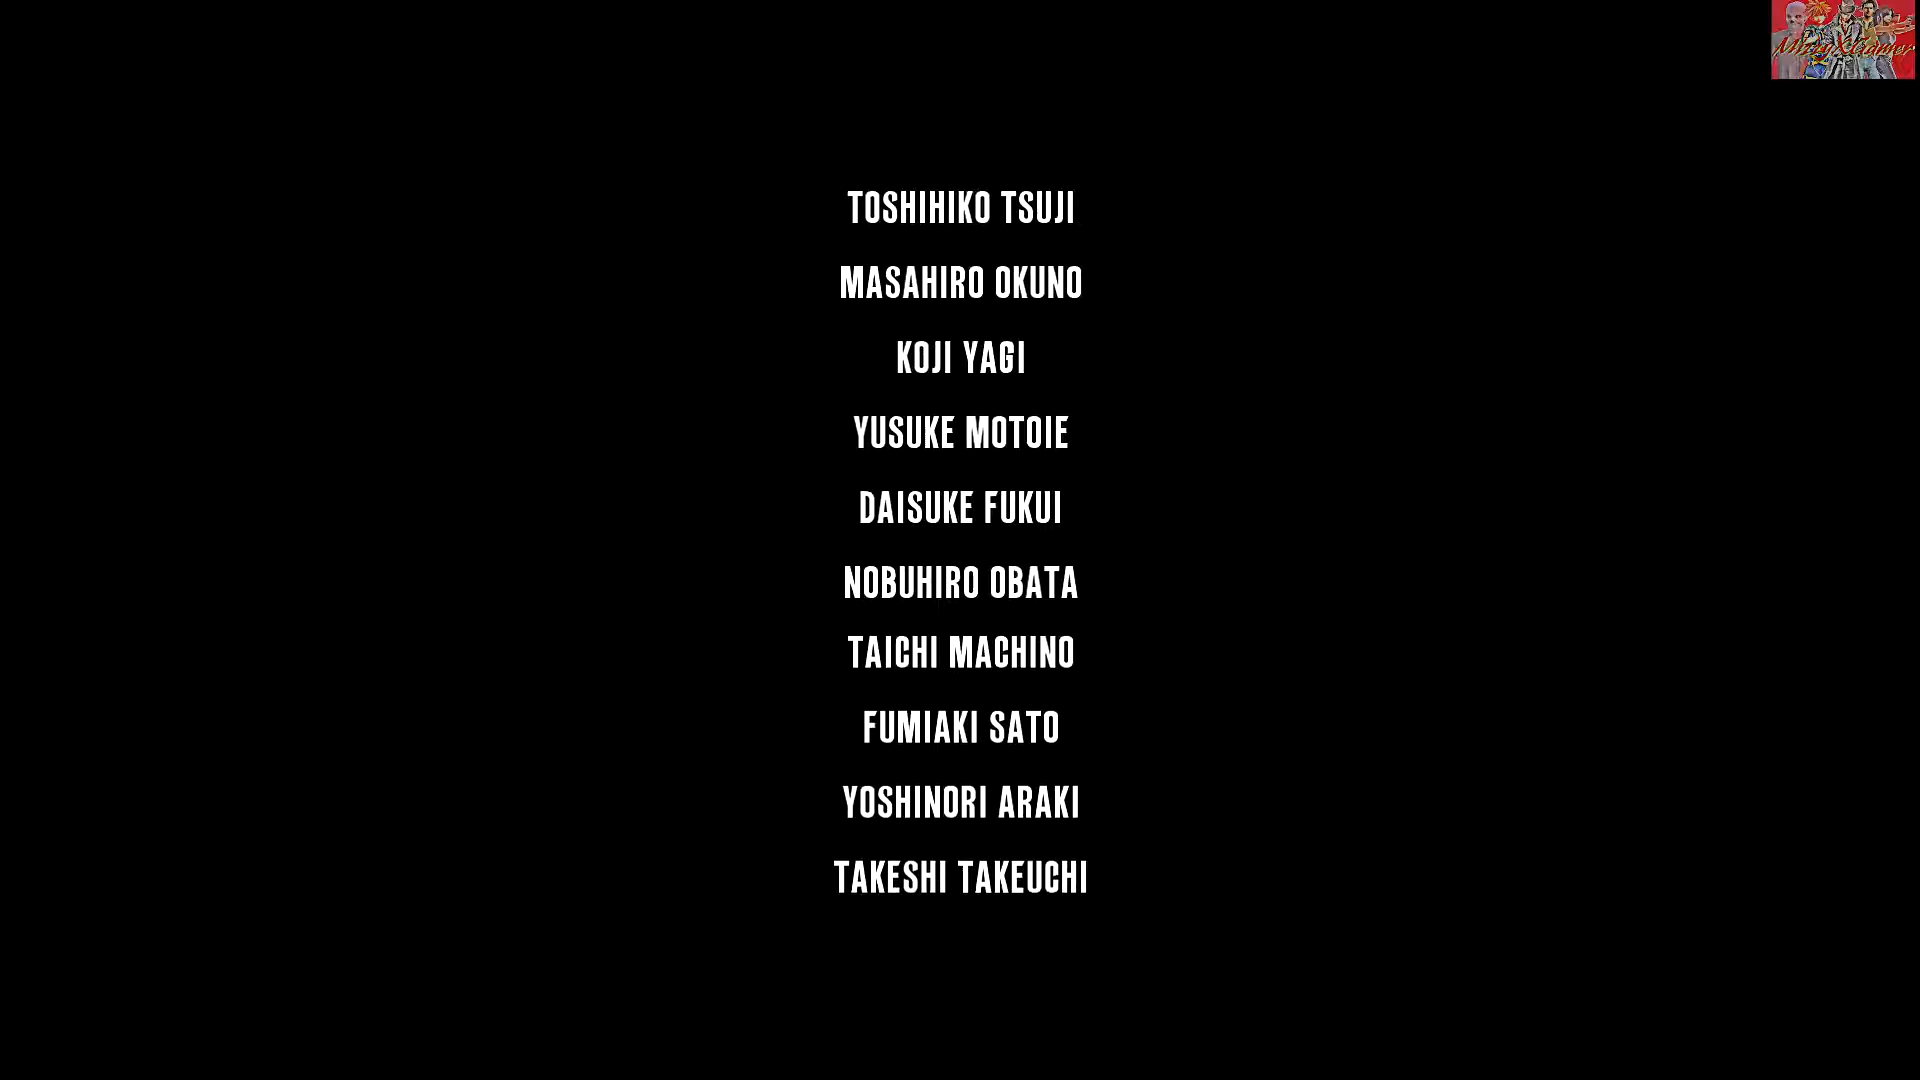 TOSHIHIKO TSUJI
MASAHIRO OKUNO
KOJI YAGI
YUSUKE MOTOIE
DAISUKE FUKUI
NOBUHIRO OBATA
TAICHI MACHINO
FUMIAKI SATO
YOSHINORI ARAKI
TAKESHI TAKEUCHI